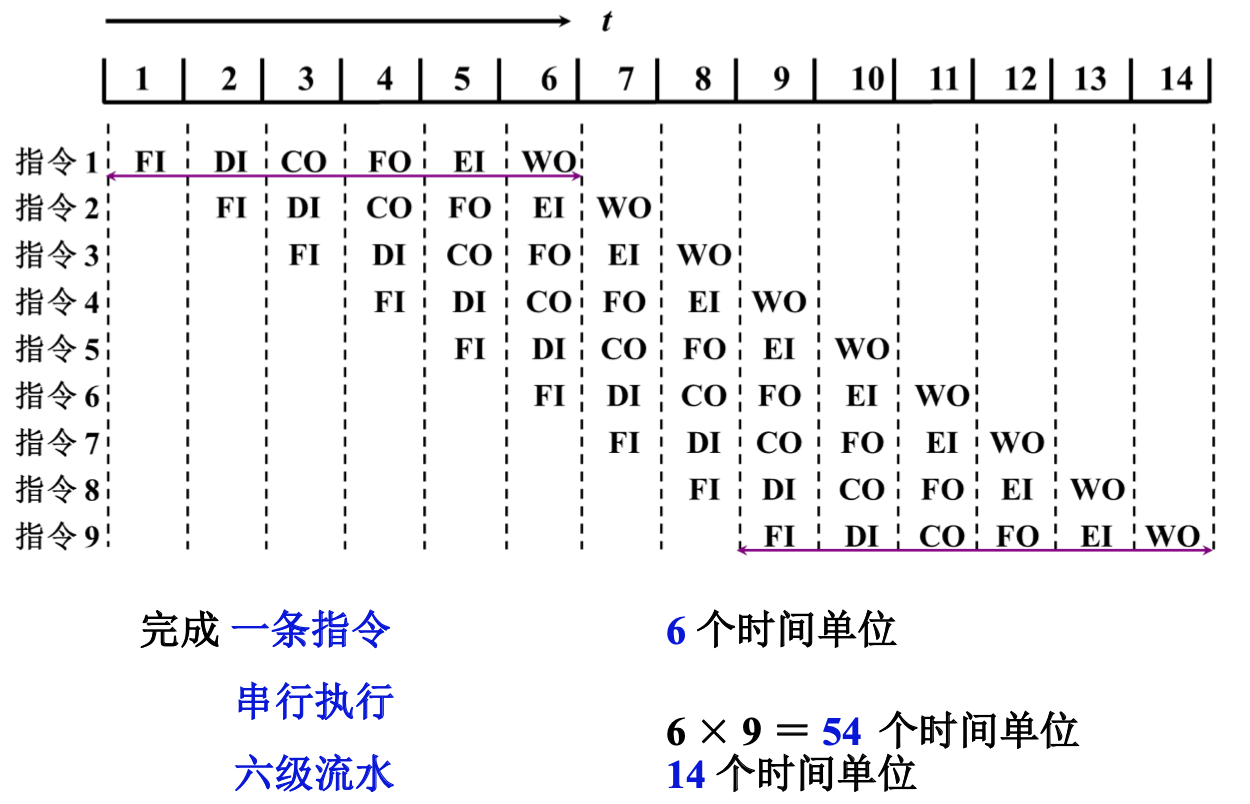 t
1 2 3 4 5 6 7 8 9 10 11 12 13 14
指令 1 FI DI CO FO EI WO
指令 2 FI DI CO FO EI WO
指令 3 FI DI CO FO EI WO
指令 4 FI DI CO FO EI WO
指令 5 FI DI CO FO EI WO
指令 6 FI DI CO FO EI WO
指令 7 FI DI CO FO EI WO
指令 8 FI DI CO FO EI WO
指令 9 FI DI CO FO EI WO
完成 一条指令 6 个时间单位
串行执行
6 × 9 = 54 个时间单位
六级流水 14 个时间单位